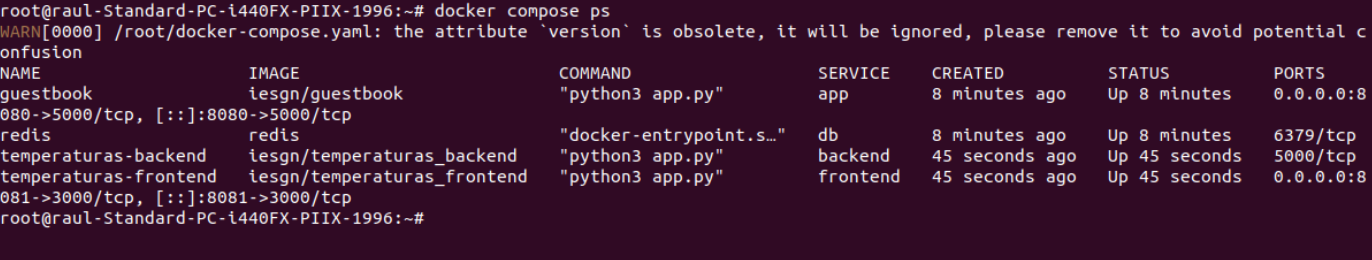 root@raul-Standard-PC-i440FX-PIIX-1996:~# docker compose ps
WARN[0000] /root/docker-compose.yaml: the attribute `version` is obsolete, it will be ignored, please remove it to avoid potential c
onfusion
NAME                    IMAGE                         COMMAND                  SERVICE    CREATED          STATUS          PORTS
guestbook               iesgn/guestbook               "python3 app.py"         app        8 minutes ago    Up 8 minutes    0.0.0.0:8
080->5000/tcp, [::]:8080->5000/tcp
redis                   redis                         "docker-entrypoint.s…"   db         8 minutes ago    Up 8 minutes    6379/tcp
temperaturas-backend    iesgn/temperaturas_backend    "python3 app.py"         backend    45 seconds ago   Up 45 seconds   5000/tcp
temperaturas-frontend   iesgn/temperaturas_frontend   "python3 app.py"         frontend   45 seconds ago   Up 45 seconds   0.0.0.0:8
081->3000/tcp, [::]:8081->3000/tcp
root@raul-Standard-PC-i440FX-PIIX-1996:~#